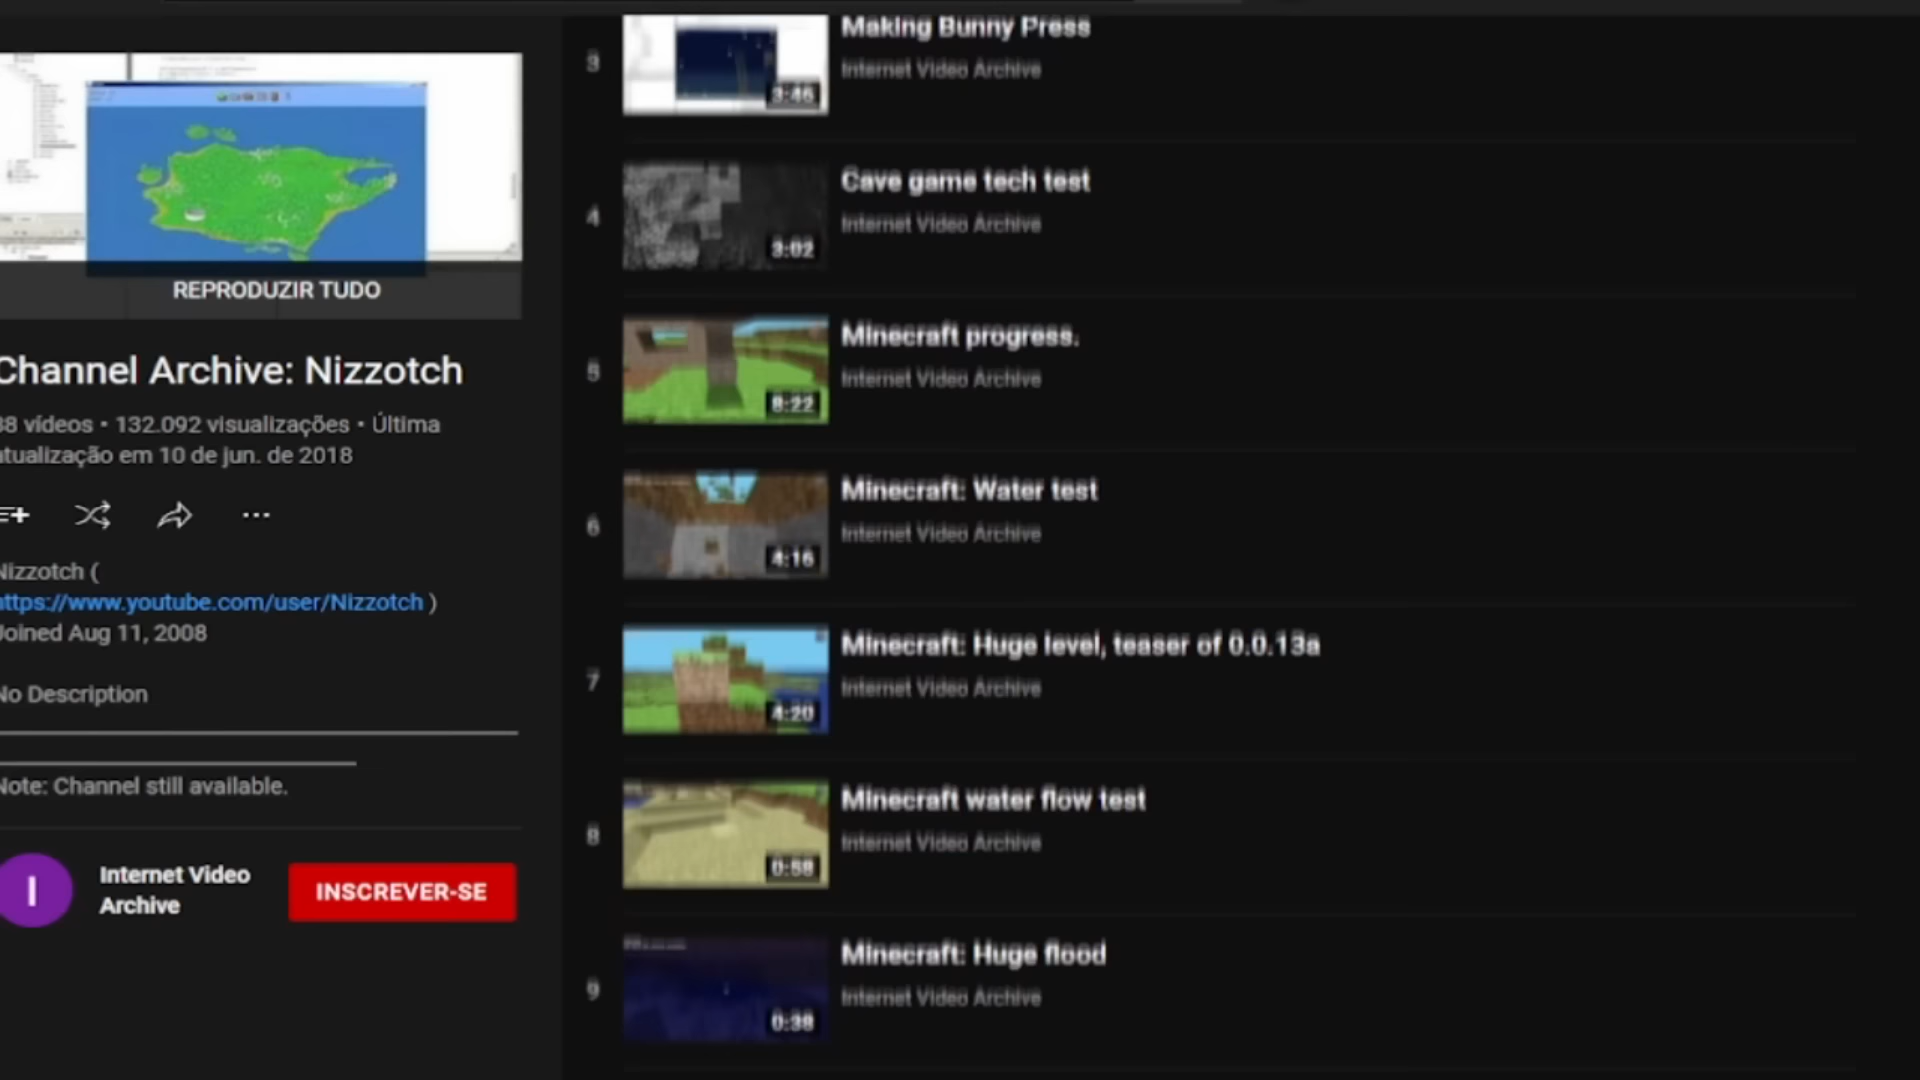 REPRODUZIR TUDO
Channel Archive: Nizzotch
38 vídeos • 132.092 visualizações • Última
atualização em 10 de jun. de 2018
Nizzotch (
https://www.youtube.com/user/Nizzotch )
Joined Aug 11, 2008
No Description
Note: Channel still available.
I
Internet Video
Archive
INSCREVER-SE
3
3:46
Making Bunny Press
Internet Video Archive
4
3:02
Cave game tech test
Internet Video Archive
5
8:22
Minecraft progress.
Internet Video Archive
6
4:16
Minecraft: Water test
Internet Video Archive
7
4:20
Minecraft: Huge level, teaser of 0.0.13a
Internet Video Archive
8
0:58
Minecraft water flow test
Internet Video Archive
9
0:38
Minecraft: Huge flood
Internet Video Archive